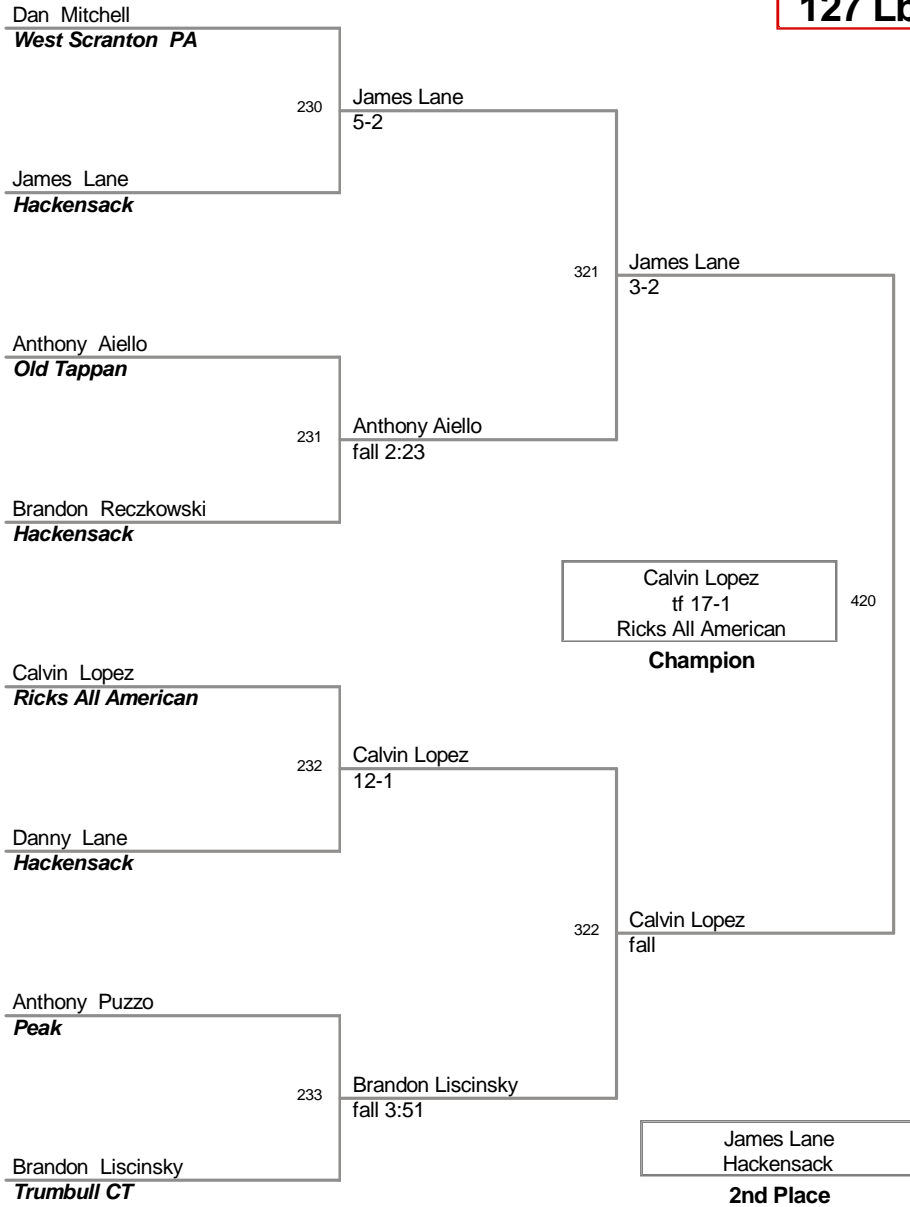 Dan Mitchell
127 Lb
West Scranton PA
230
James Lane
5-2
James Lane
Hackensack
321
James Lane
3-2
Anthony Aiello
Old Tappan
231
Anthony Aiello
fall 2:23
Brandon Reczkowski
Hackensack
Calvin Lopez
tf 17-1
Ricks All American
420
Champion
Calvin Lopez
Ricks All American
232
Calvin Lopez
12-1
Danny Lane
Hackensack
322
Calvin Lopez
fall
Anthony Puzzo
Peak
233
Brandon Liscinsky
fall 3:51
Brandon Liscinsky
Trumbull CT
James Lane
Hackensack
2nd Place